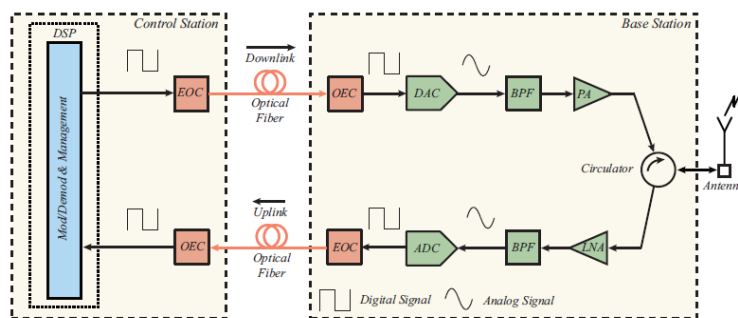 Control Station
Base Station
DSP
Mod/Demod & Management
EOC
Downlink
Optical
Fiber
OEC
DAC
BPF
PA
Circulator
Antenn
OEC
Uplink
Optical
Fiber
EOC
ADC
BPF
LNA
Digital Signal
Analog Signal